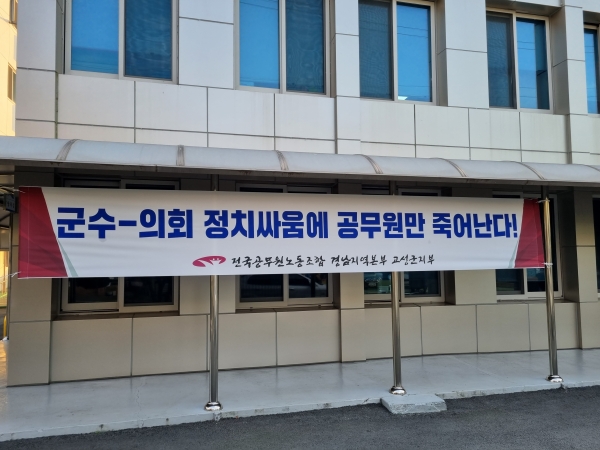 군수-의회 정치싸움에 공무원만 죽어난다!
전국공무원노동조합 경남지역본부 고성군지부